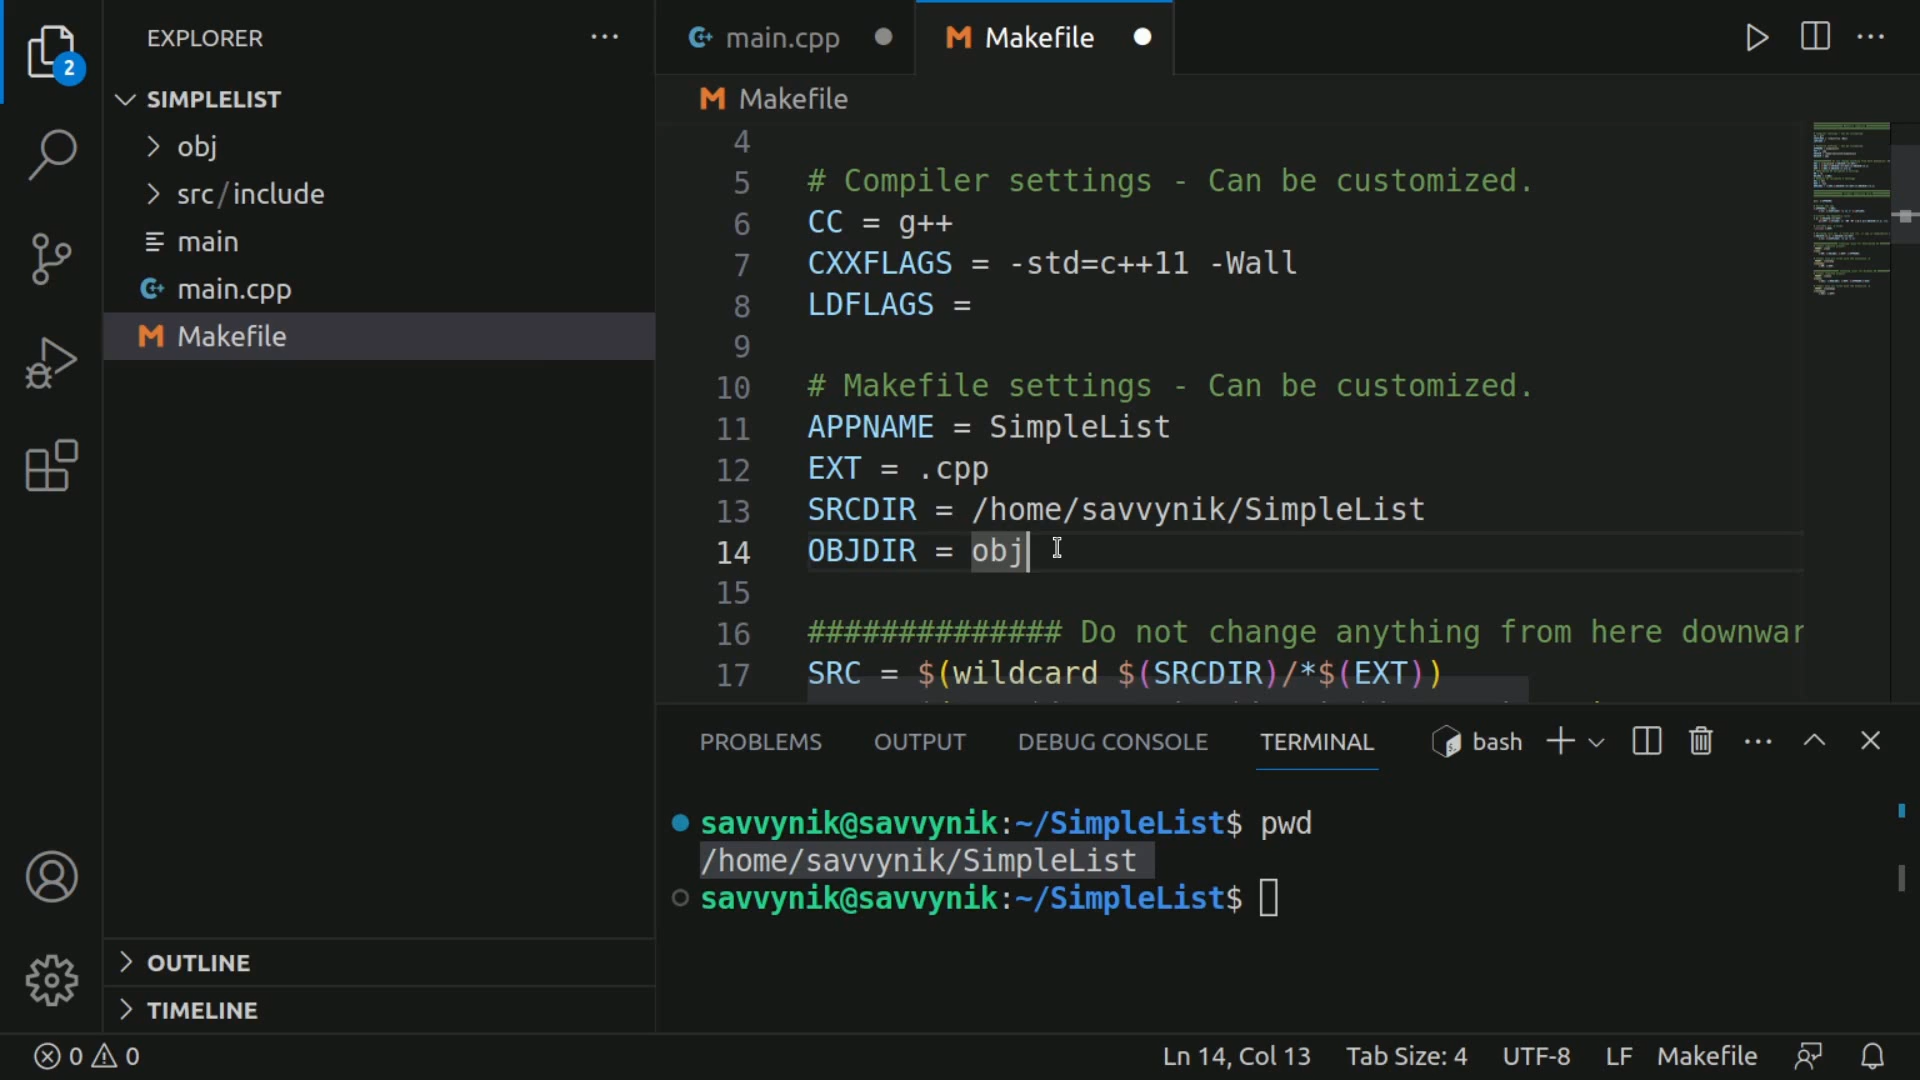 EXPLORER
2
SIMPLELIST
obj
src/include
main
main.cpp
Makefile
OUTLINE
TIMELINE
main.cpp
Makefile
Makefile
4
5 # Compiler settings - Can be customized.
6 CC = g++
7 CXXFLAGS = -std=c++11 -Wall
8 LDFLAGS =
9
10 # Makefile settings - Can be customized.
11 APPNAME = SimpleList
12 EXT = .cpp
13 SRCDIR = /home/savvynik/SimpleList
14 OBJDIR = obj
15
16 ############## Do not change anything from here downwar
17 SRC = $(wildcard $(SRCDIR)/*$(EXT))
PROBLEMS OUTPUT DEBUG CONSOLE TERMINAL bash
savvynik@savvynik:~/SimpleList$ pwd
/home/savvynik/SimpleList
savvynik@savvynik:~/SimpleList$
0 0 Ln 14, Col 13 Tab Size: 4 UTF-8 LF Makefile